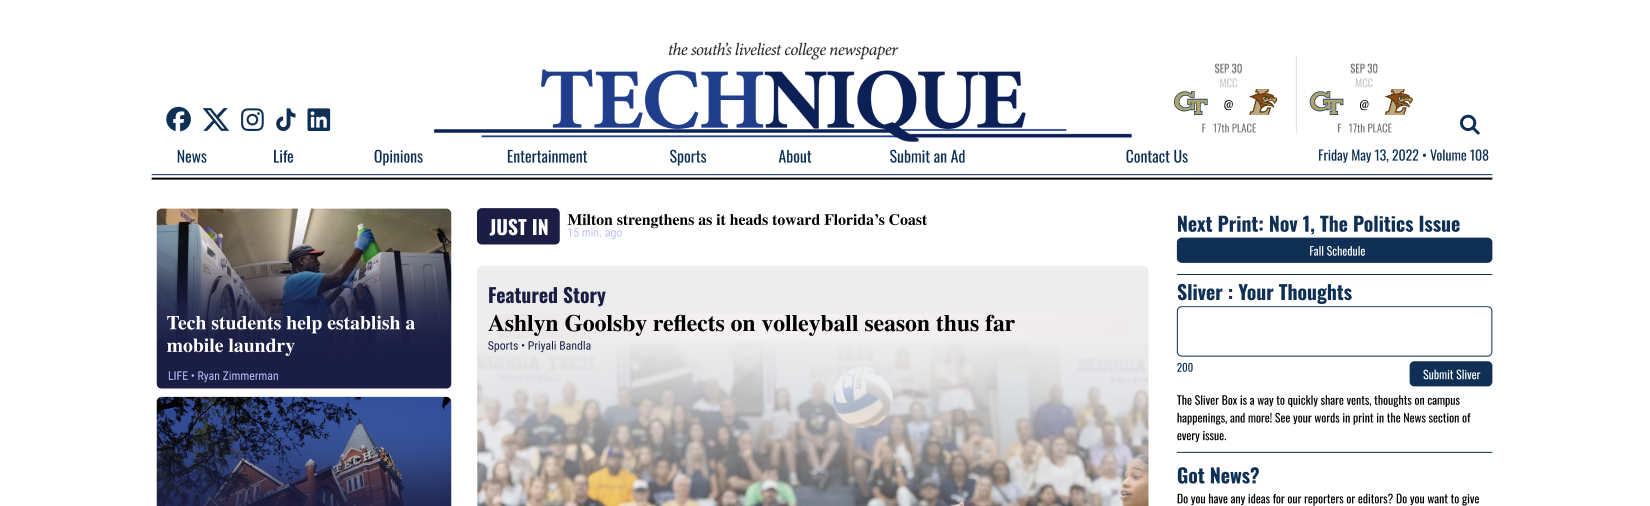 the south's liveliest college newspaper
TECHNIQUE
SEP 30
MCC
GT @
F 17th PLACE
SEP 30
MCC
GT @
F 17th PLACE
News Life Opinions Entertainment Sports About Submit an Ad Contact Us Friday May 13, 2022 • Volume 108
Tech students help establish a
mobile laundry
LIFE • Ryan Zimmerman
TECH
JUST IN
Milton strengthens as it heads toward Florida's Coast
15 min. ago
Featured Story
Ashlyn Goolsby reflects on volleyball season thus far
Sports • Priyali Bandla
GEORGIA TECH
VOLLEYBALL
GEORGIA
Next Print: Nov 1, The Politics Issue
Fall Schedule
Sliver : Your Thoughts
200
Submit Sliver
The Sliver Box is a way to quickly share vents, thoughts on campus
happenings, and more! See your words in print in the News section of
every issue.
Got News?
Do you have any ideas for our reporters or editors? Do you want to give